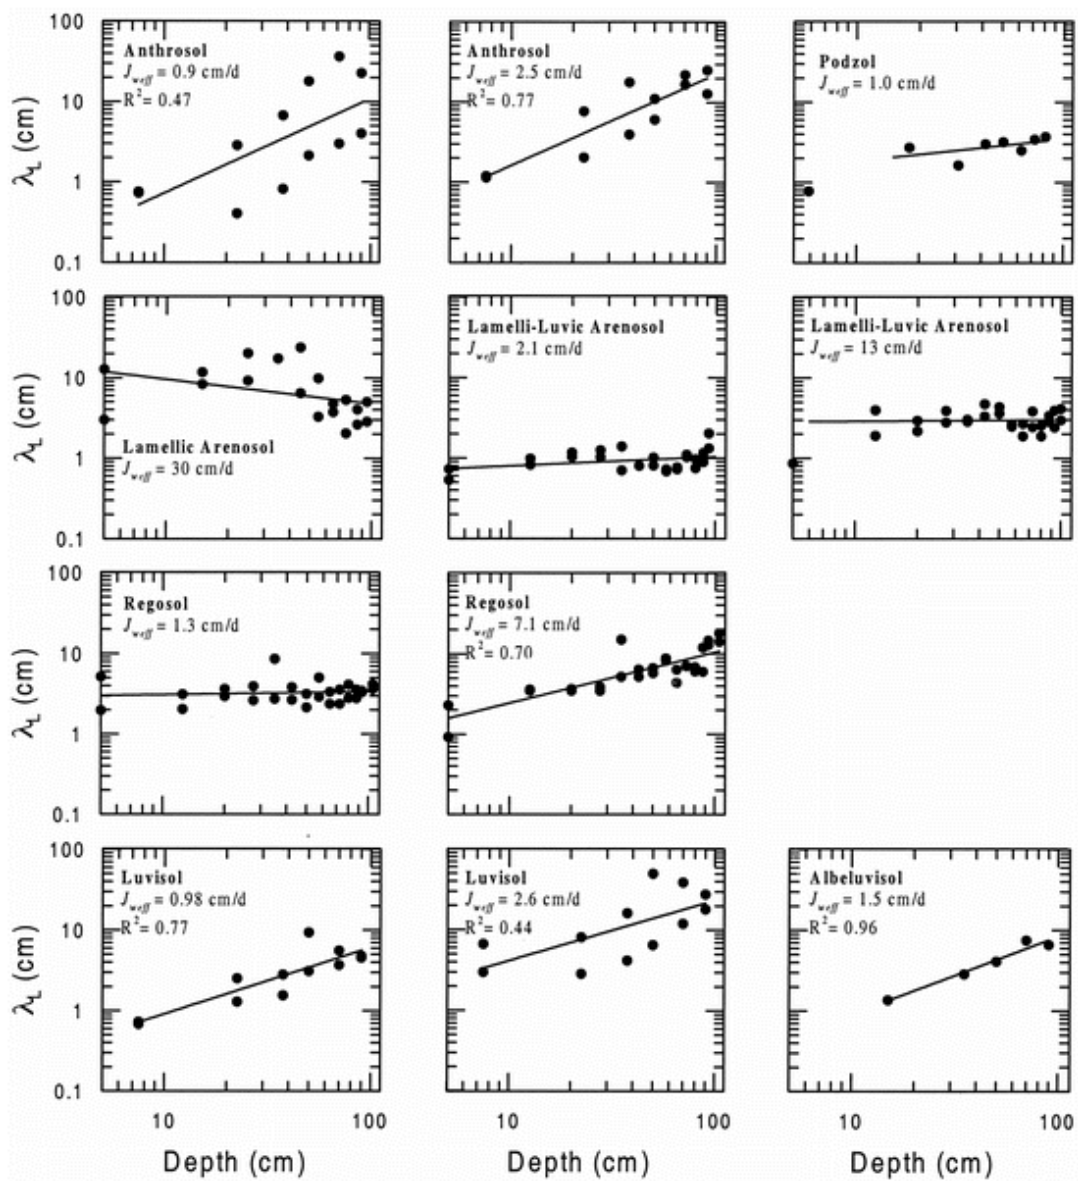 100
10
1
0.1
λL (cm)
Anthrosol
Jweff = 0.9 cm/d
R²= 0.47
Anthrosol
Jweff = 2.5 cm/d
R²= 0.77
Podzol
Jweff = 1.0 cm/d
100
10
1
0.1
λL (cm)
Lamellic Arenosol
Jweff = 30 cm/d
Lamelli-Luvic Arenosol
Jweff = 2.1 cm/d
Lamelli-Luvic Arenosol
Jweff = 13 cm/d
100
10
1
0.1
λL (cm)
Regosol
Jweff = 1.3 cm/d
Regosol
Jweff = 7.1 cm/d
R²= 0.70
100
10
1
0.1
λL (cm)
Luvisol
Jweff = 0.98 cm/d
R²= 0.77
Luvisol
Jweff = 2.6 cm/d
R²= 0.44
Albeluvisol
Jweff = 1.5 cm/d
R²= 0.96
10 100
10 100
10 100
Depth (cm)
Depth (cm)
Depth (cm)